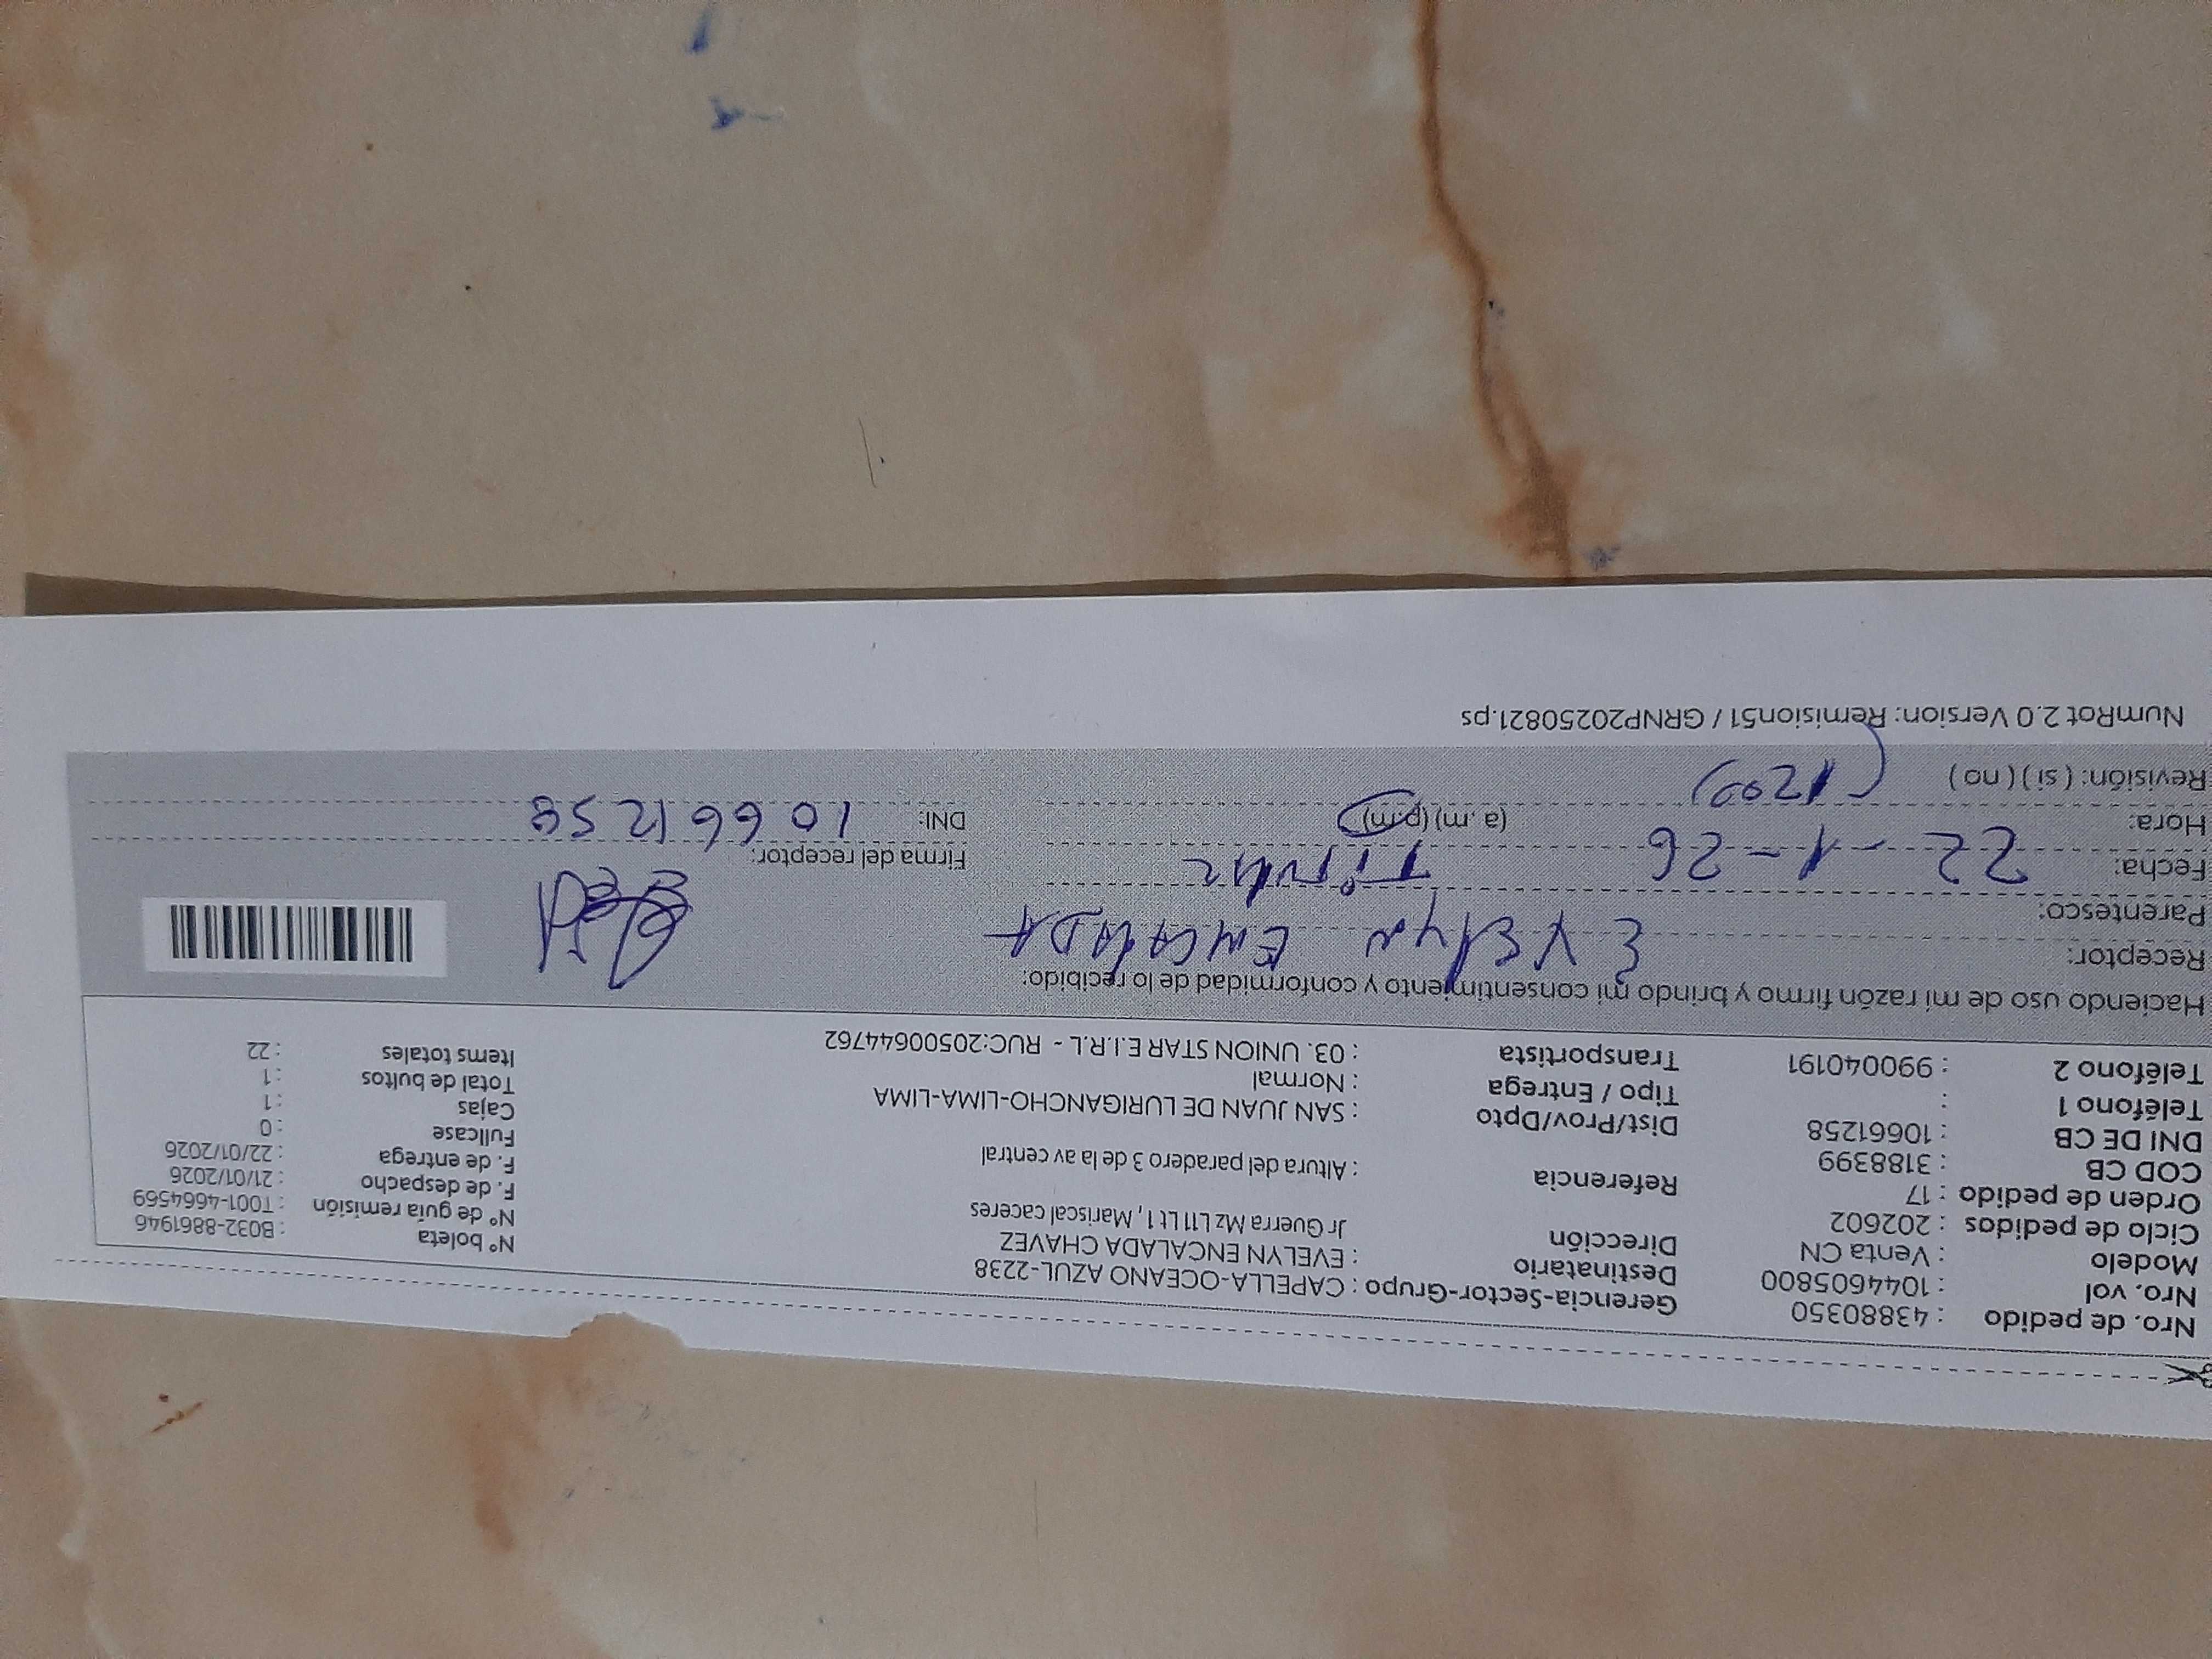 Nro. de pedido : 43880350 Gerencia-Sector-Grupo : CAPELLA-OCEANO AZUL-2238 N° boleta : B032-8861946
Nro. vol : 1044605800 Destinatario : EVELYN ENCALADA CHAVEZ N° de guía remisión : T001-4664569
Modelo : Venta CN Dirección Jr Guerra Mz L11 Lt 1 , Mariscal caceres F. de despacho : 21/01/2026
Ciclo de pedidos : 202602 F. de entrega : 22/01/2026
Orden de pedido : 17 Referencia : Altura del paradero 3 de la av central Fullcase : 0
COD CB : 3188399 Cajas : 1
DNI DE CB : 10661258 Dist/Prov/Dpto : SAN JUAN DE LURIGANCHO-LIMA-LIMA Total de bultos : 1
Teléfono 1 : Tipo / Entrega : Normal Items totales : 22
Teléfono 2 : 990040191 Transportista : 03. UNION STAR E.I.R.L - RUC:20500644762
Haciendo uso de mi razón firmo y brindo mi consentimiento y conformidad de lo recibido:
Receptor: EVElyN ENCALADA
Parentesco: Titular
Fecha: 22-1-26 Firma del receptor:
Hora: 1200 (a.m) (p.m) DNI: 10661258
Revisión: ( si ) ( no )
NumRot 2.0 Version: Remision51 / GRNP20250821.ps